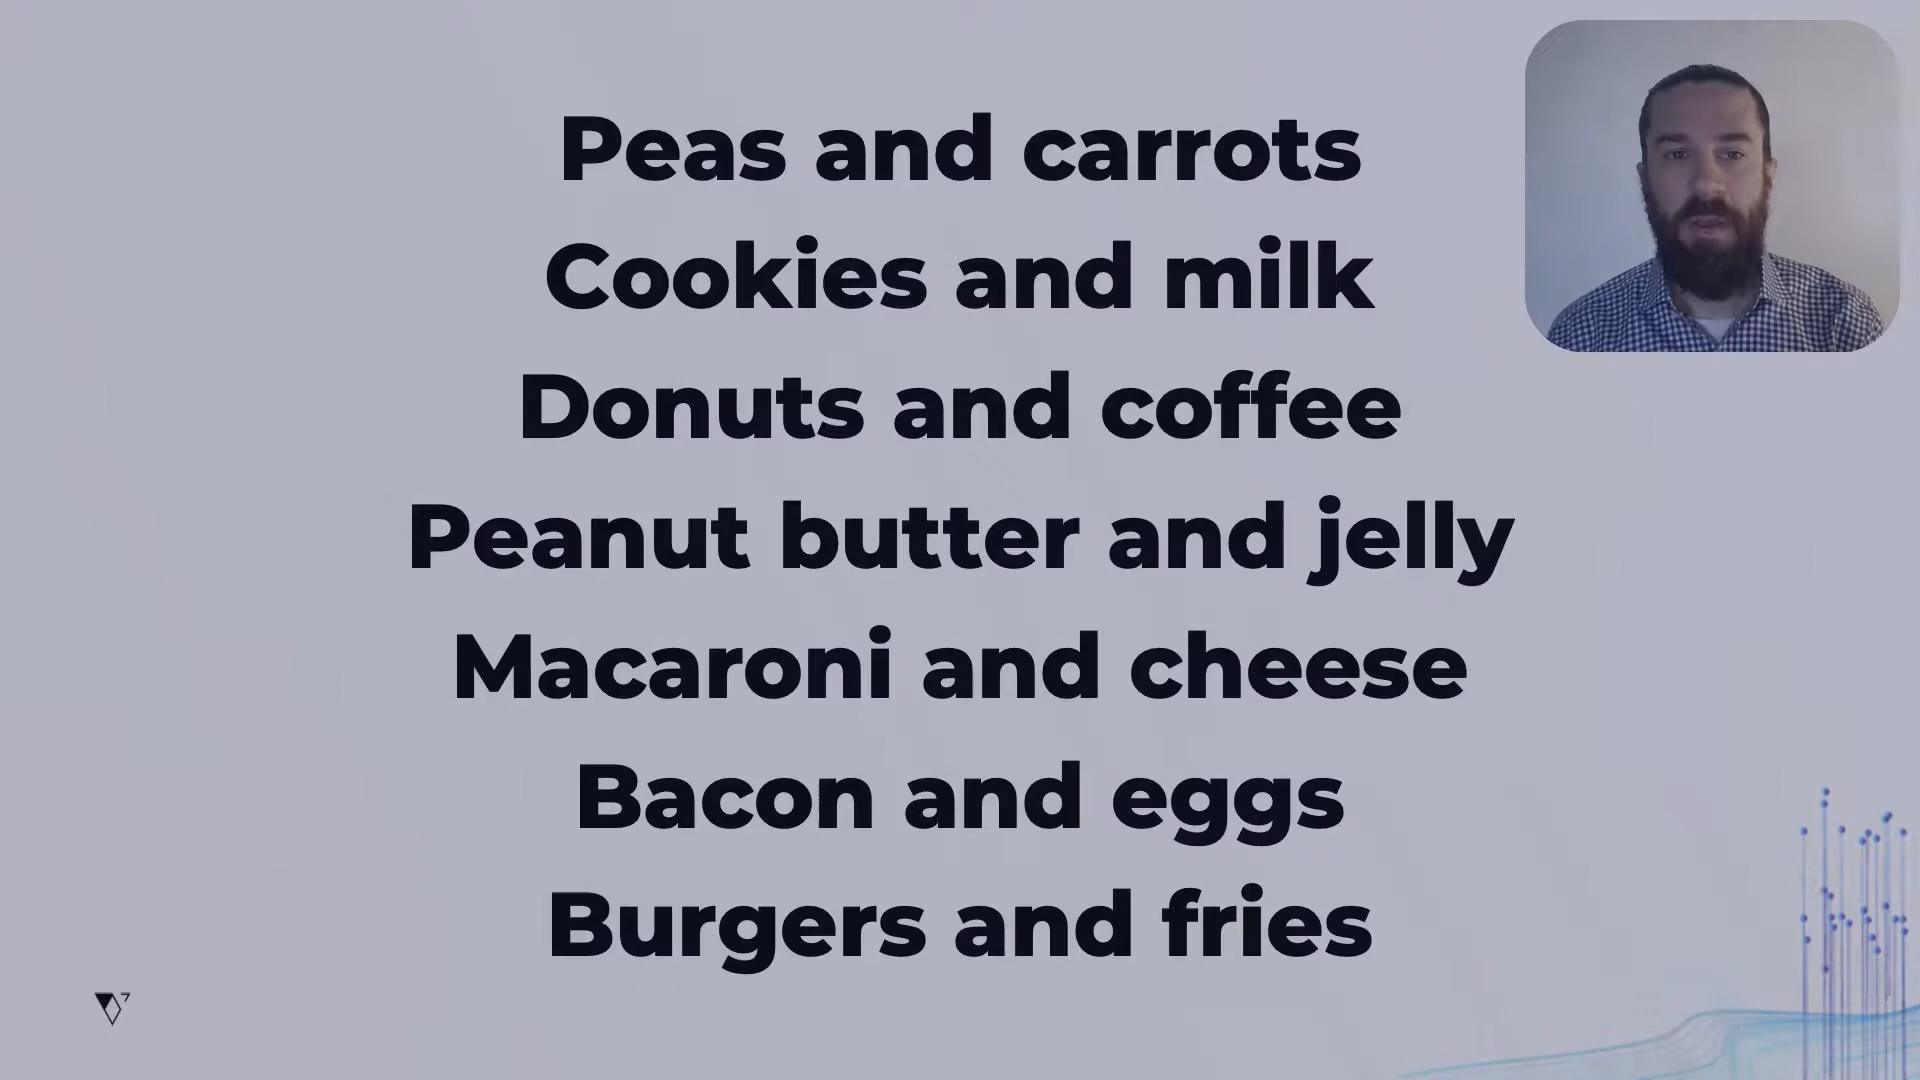 Peas and carrots
Cookies and milk
Donuts and coffee
Peanut butter and jelly
Macaroni and cheese
Bacon and eggs
Burgers and fries
7